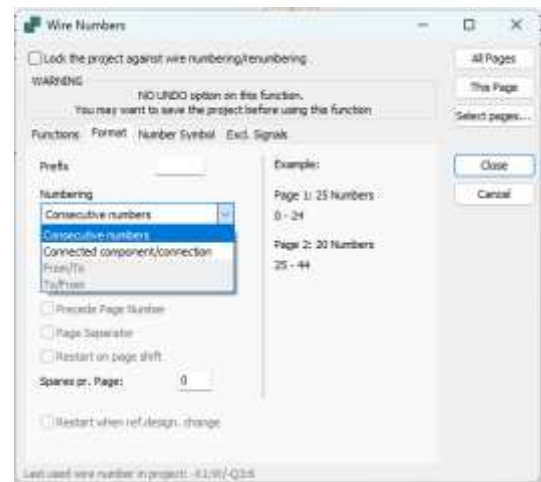 Wire Numbers
Lock the project against wire numbering/renumbering
All Pages
WARNING
NO UNDO option on this function.
You may want to save the project before using this function
This Page
Select pages...
Functions Format Number Symbol Excl. Signals
Prefix
Example:
Close
Numbering
Page 1: 25 Numbers
Cancel
Consecutive numbers
0 - 24
Consecutive numbers
Connected component/connection
Page 2: 20 Numbers
From/To
25 - 44
To/From
Precede Page Number
Page Separator
Restart on page shift
Spares pr. Page: 0
Restart when ref.design. change
Last used wire number in project: